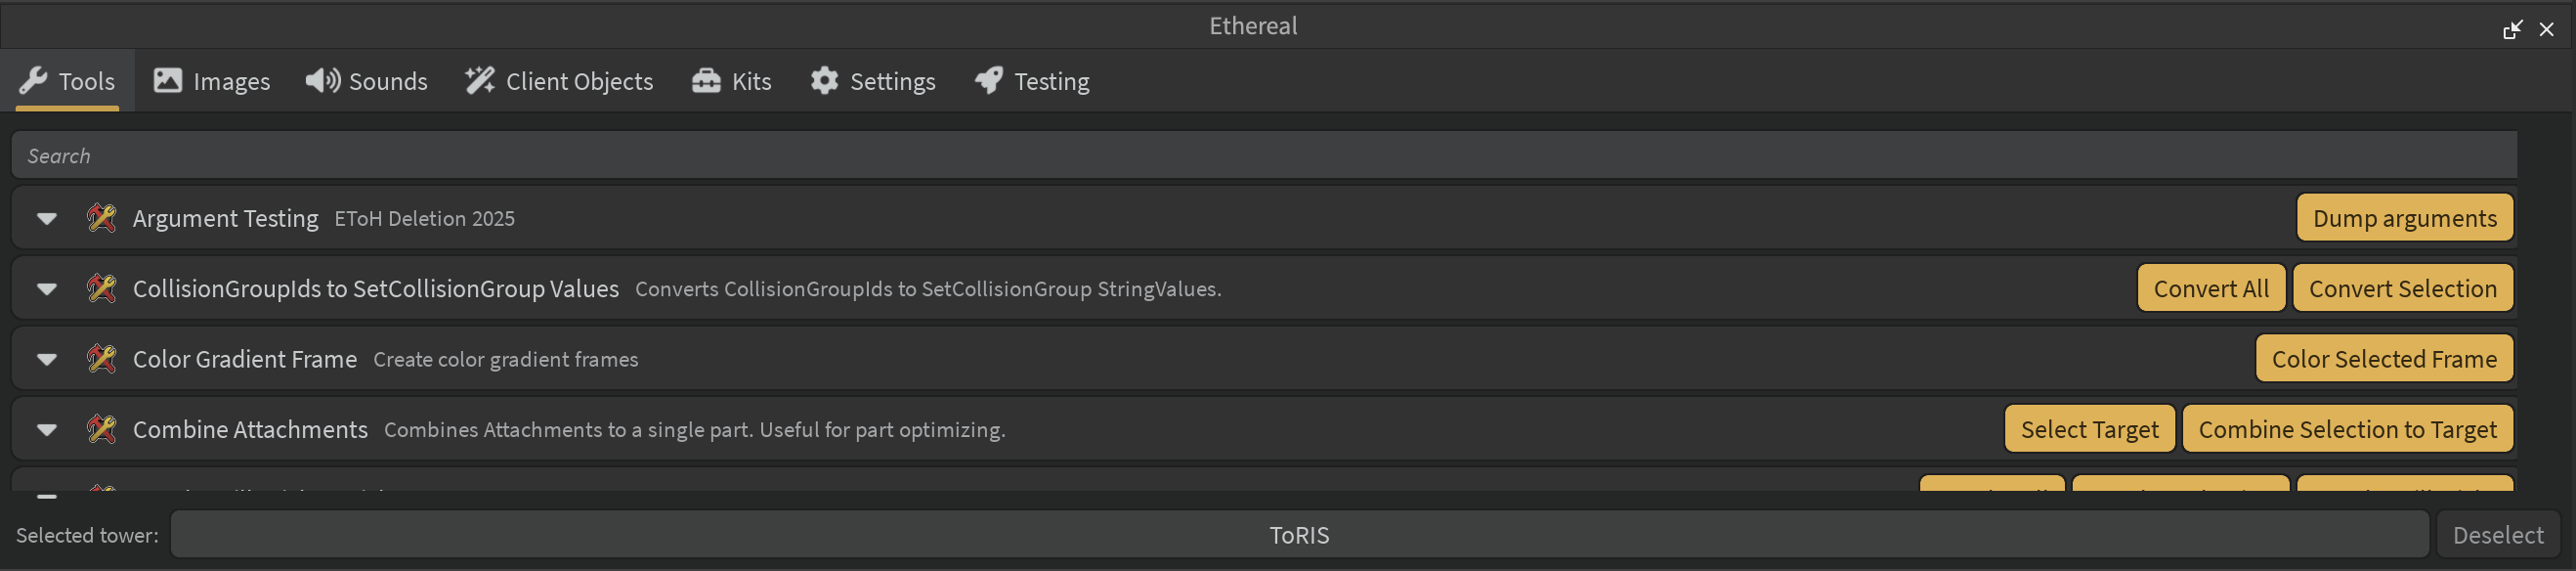 Ethereal
Tools Images Sounds Client Objects Kits Settings Testing
Search
Argument Testing EToH Deletion 2025 Dump arguments
CollisionGroupIds to SetCollisionGroup Values Converts CollisionGroupIds to SetCollisionGroup StringValues. Convert All Convert Selection
Color Gradient Frame Create color gradient frames Color Selected Frame
Combine Attachments Combines Attachments to a single part. Useful for part optimizing. Select Target Combine Selection to Target
Selected tower: ToRIS Deselect